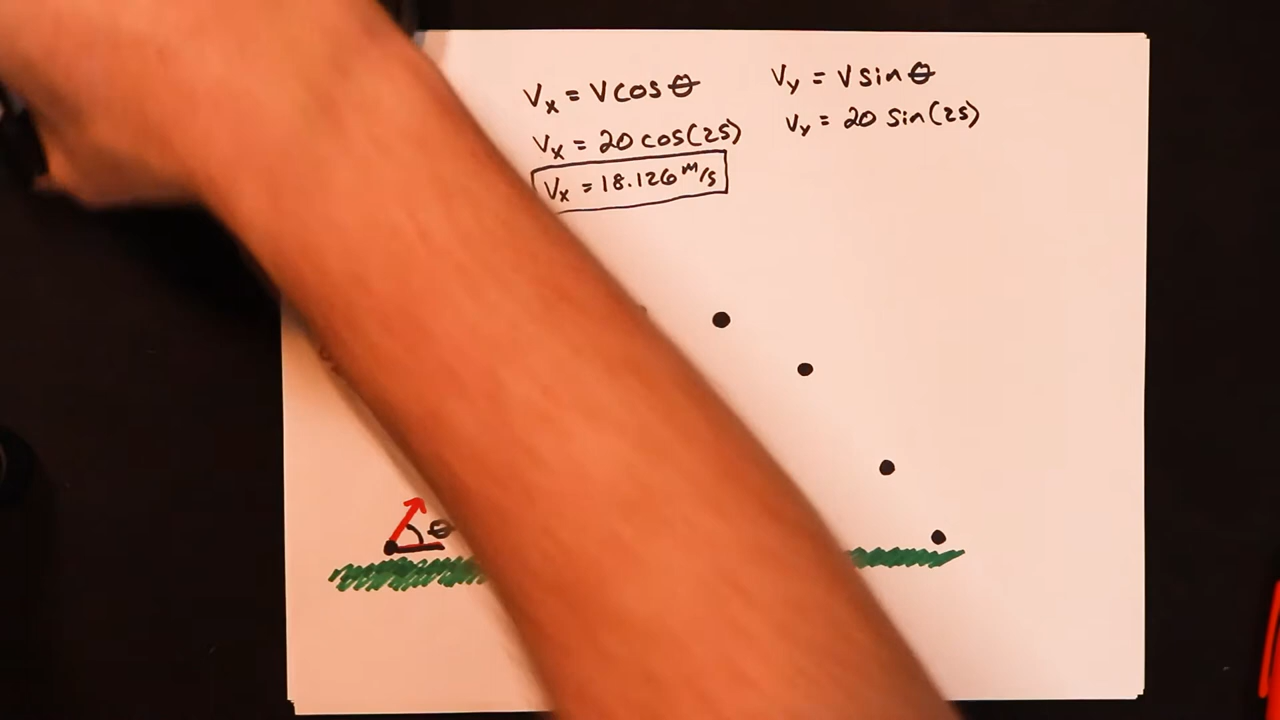 Vx = V cos θ
Vx = 20 cos(25)
Vx = 18.126 m/s
Vy = V sin θ
Vy = 20 sin(25)
θ